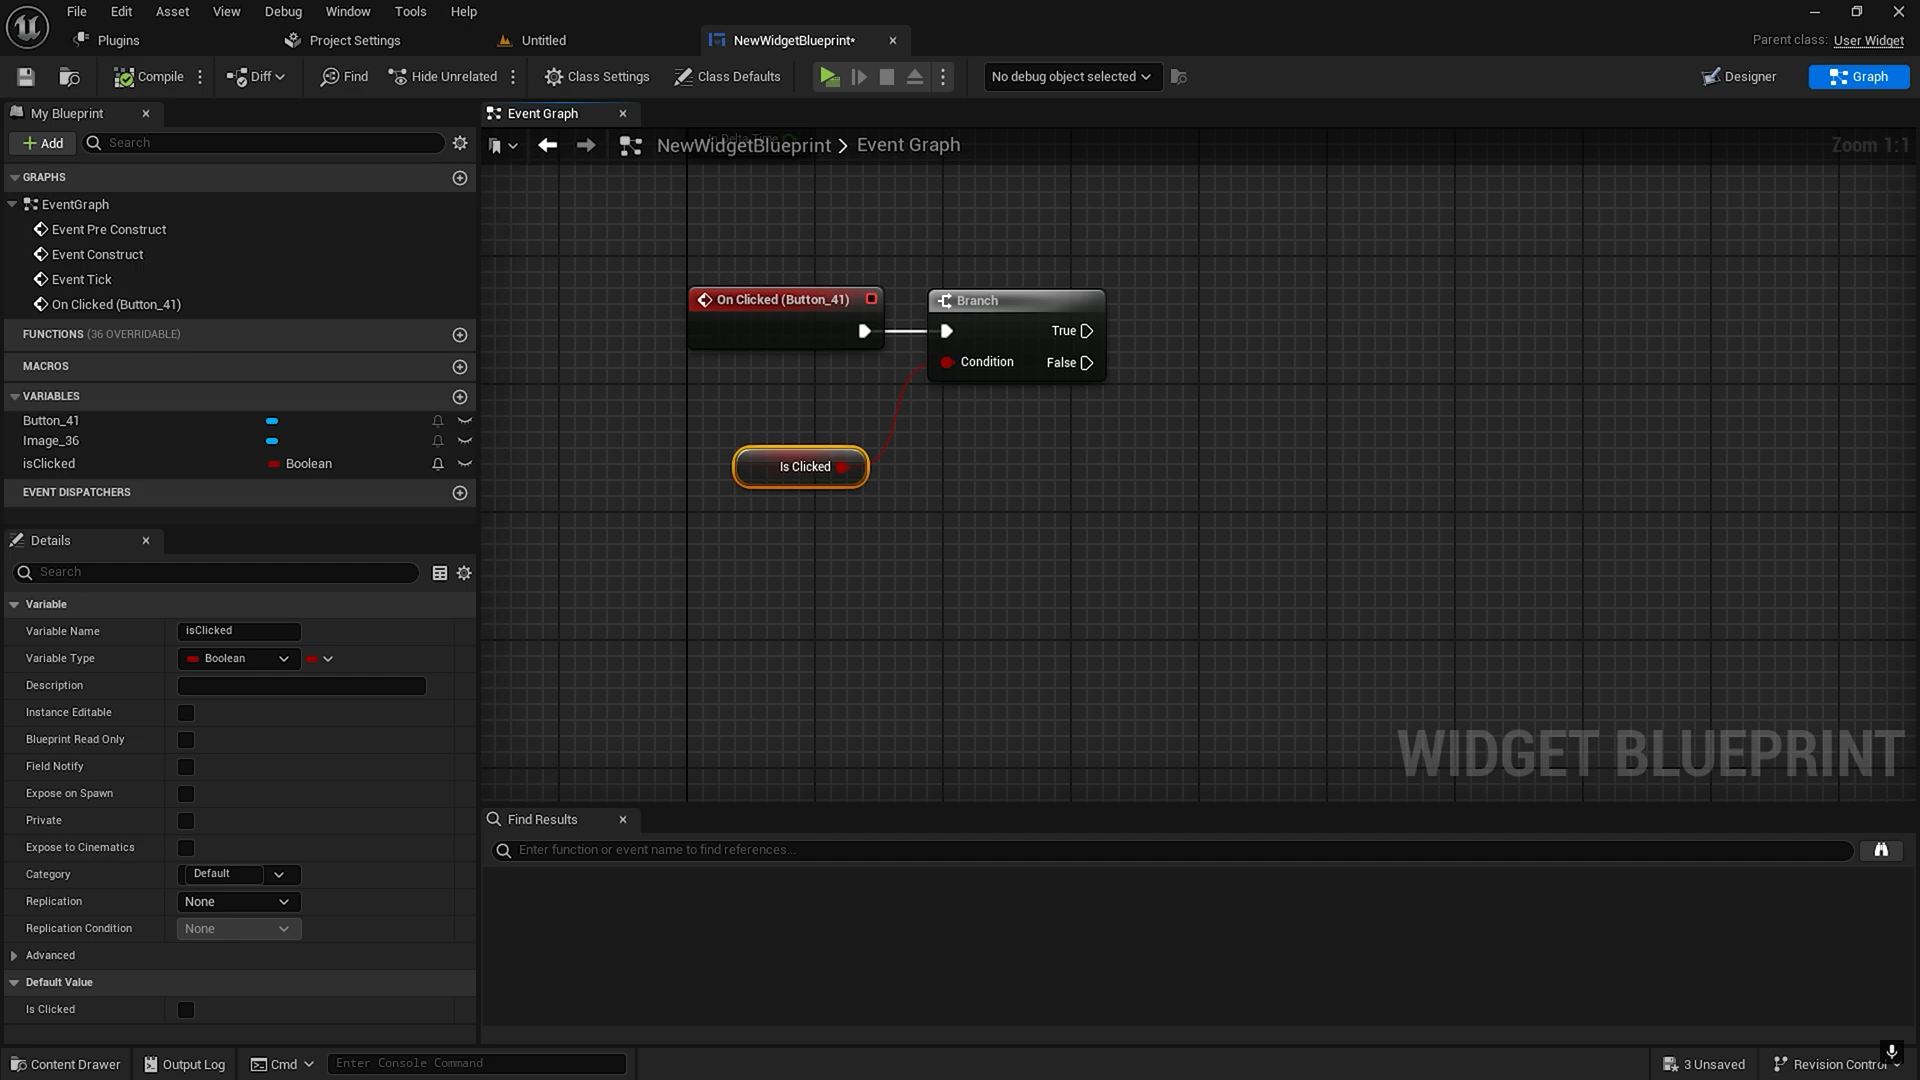 File Edit Asset View Debug Window Tools Help
Plugins Project Settings Untitled NewWidgetBlueprint*
Parent class: User Widget
Compile Diff Find Hide Unrelated Class Settings Class Defaults No debug object selected Designer Graph
My Blueprint Event Graph
Add Search
In Delta Time
NewWidgetBlueprint > Event Graph
Zoom 1:1
GRAPHS
EventGraph
Event Pre Construct
Event Construct
Event Tick
On Clicked (Button_41)
FUNCTIONS (36 OVERRIDABLE)
MACROS
VARIABLES
Button_41
Image_36
isClicked Boolean
EVENT DISPATCHERS
On Clicked (Button_41)
Branch
True
Condition
False
Is Clicked
WIDGET BLUEPRINT
Details
Search
Variable
Variable Name isClicked
Variable Type Boolean
Description
Instance Editable
Blueprint Read Only
Field Notify
Expose on Spawn
Private
Expose to Cinematics
Category Default
Replication None
Replication Condition None
Advanced
Default Value
Is Clicked
Find Results
Enter function or event name to find references...
Content Drawer Output Log Cmd Enter Console Command 3 Unsaved Revision Control